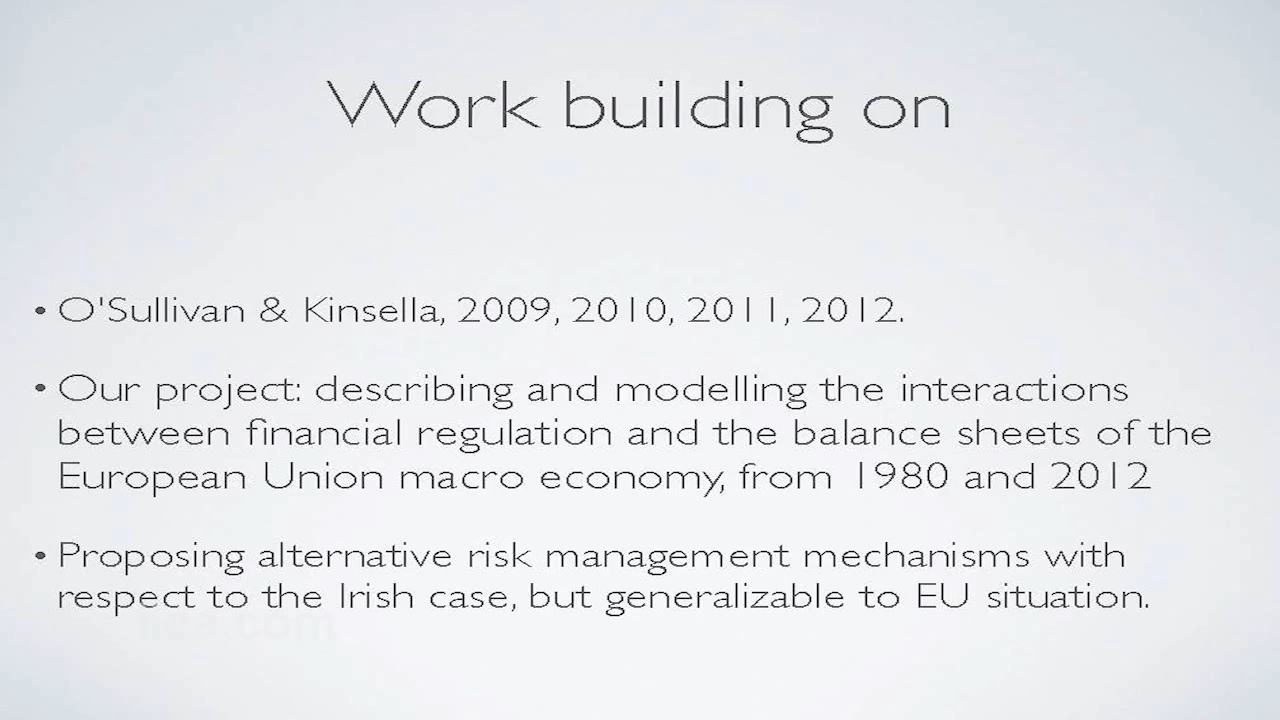 Work building on
• O'Sullivan & Kinsella, 2009, 2010, 2011, 2012.
• Our project: describing and modelling the interactions
between financial regulation and the balance sheets of the
European Union macro economy, from 1980 and 2012
• Proposing alternative risk management mechanisms with
respect to the Irish case, but generalizable to EU situation.